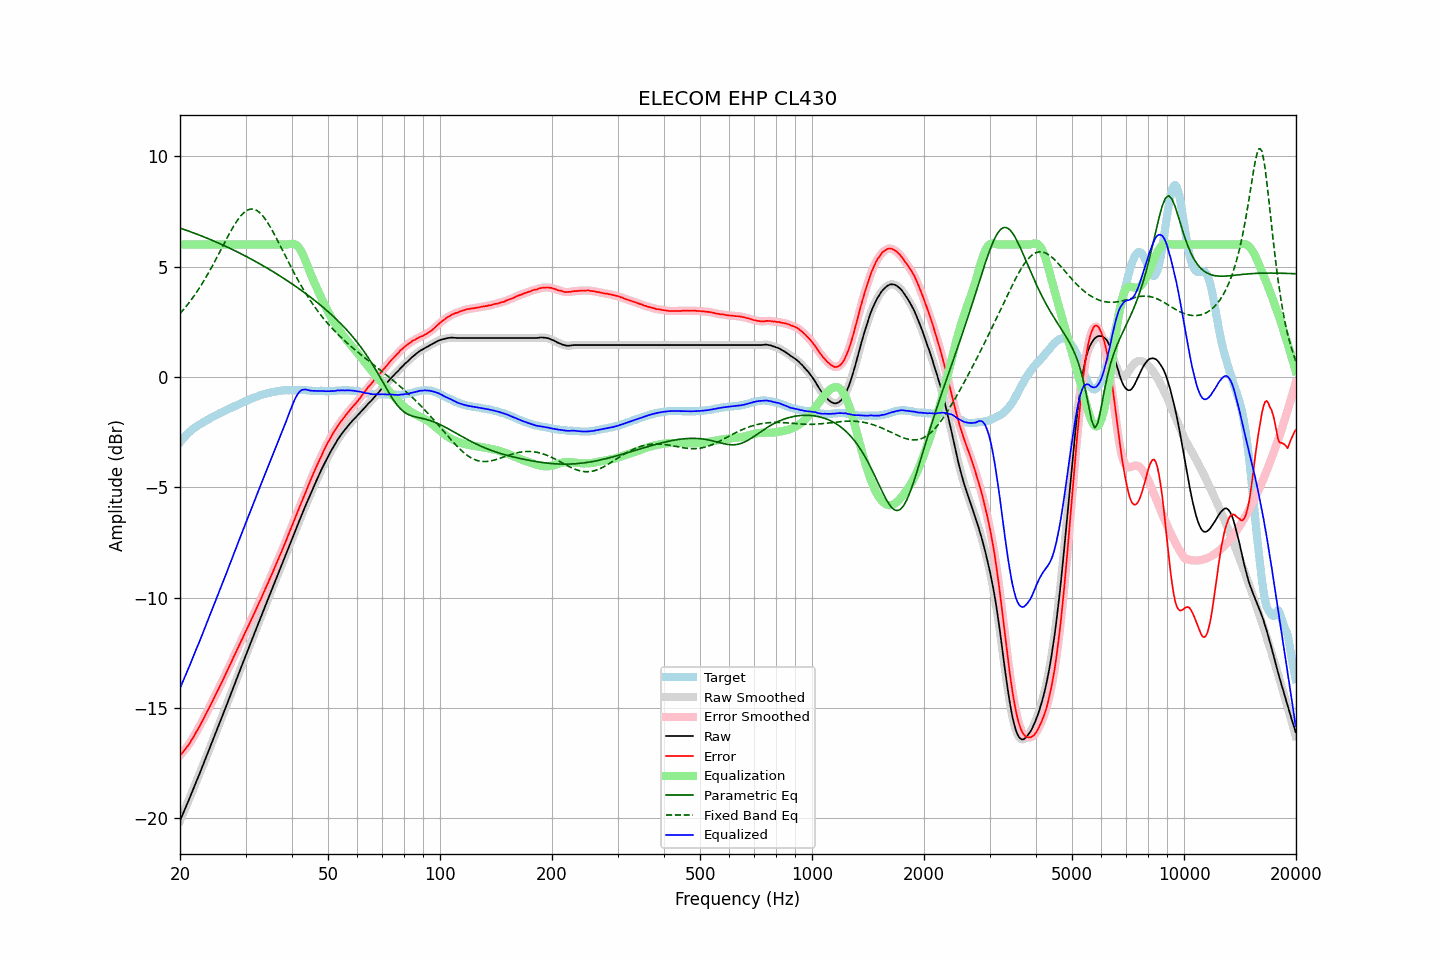 ELECOM EHP CL430
Amplitude (dBr)
10
5
0
−5
−10
−15
−20
Target
Raw Smoothed
Error Smoothed
Raw
Error
Equalization
Parametric Eq
Fixed Band Eq
Equalized
20 50 100 200 500 1000 2000 5000 10000 20000
Frequency (Hz)